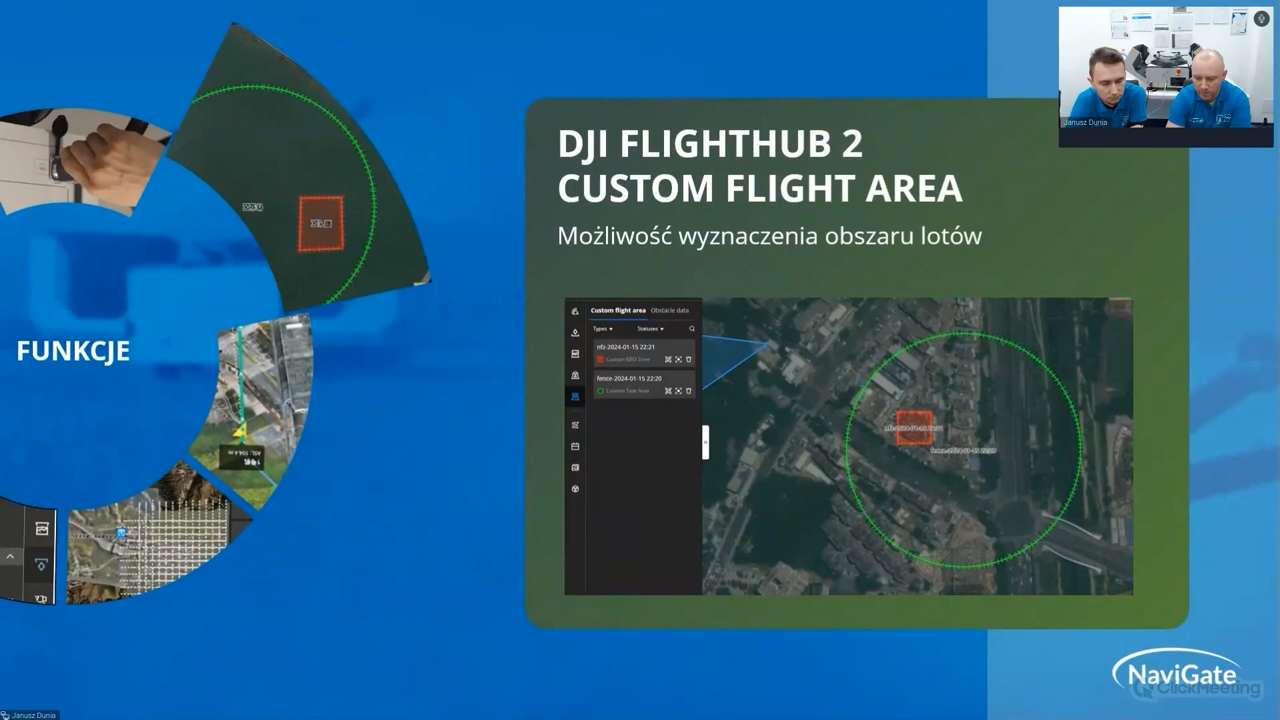 DJI FLIGHTHUB 2
CUSTOM FLIGHT AREA
Możliwość wyznaczenia obszaru lotów
FUNKCJE
Custom flight area
Obstacle data
Types
Statuses
nfz-2024-01-15 22:21
Custom GEO Zone
fence-2024-01-15 22:20
Custom Task Area
Janusz Dunia
NaviGate
ClickMeeting
Janusz Dunia